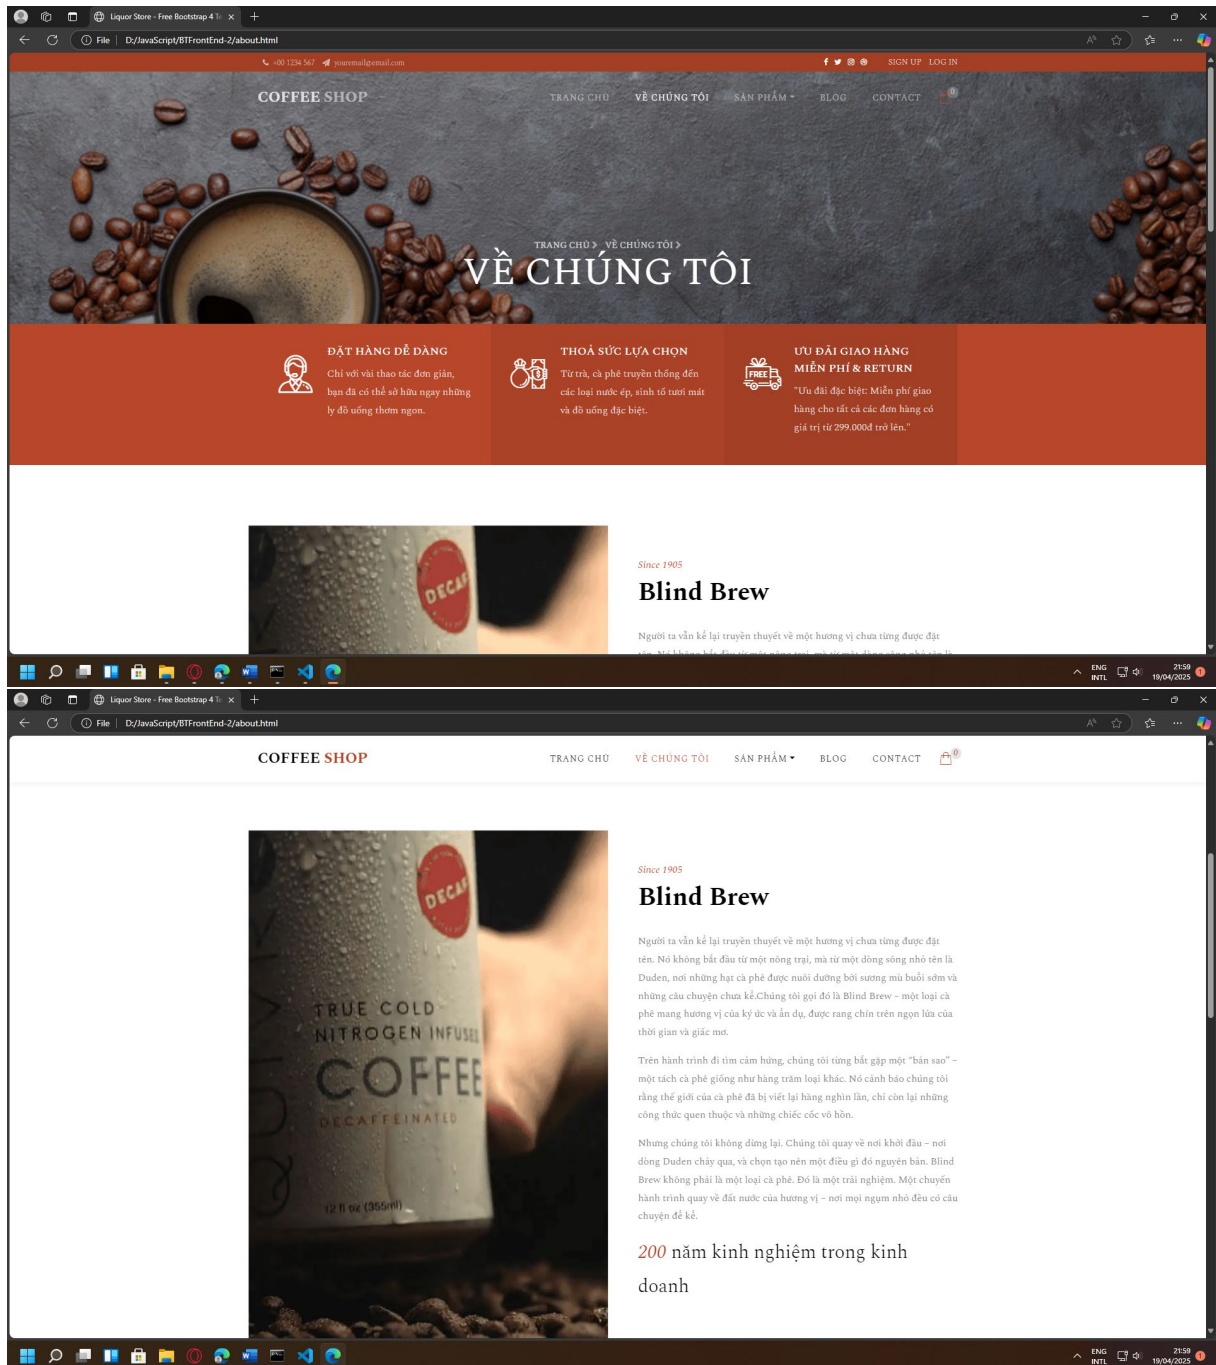 Liquor Store - Free Bootstrap 4 Te
File D:/JavaScript/BTFrontEnd-2/about.html
+00 1234 567 youremail@email.com SIGN UP LOG IN
COFFEE SHOP TRANG CHỦ VỀ CHÚNG TÔI SẢN PHẨM BLOG CONTACT 0
TRANG CHỦ > VỀ CHÚNG TÔI >
VỀ CHÚNG TÔI
ĐẶT HÀNG DỄ DÀNG
Chỉ với vài thao tác đơn giản,
bạn đã có thể sở hữu ngay những
ly đồ uống thơm ngon.
THOẢ SỨC LỰA CHỌN
Từ trà, cà phê truyền thống đến
các loại nước ép, sinh tố tươi mát
và đồ uống đặc biệt.
FREE
ƯU ĐÃI GIAO HÀNG
MIỄN PHÍ & RETURN
"Ưu đãi đặc biệt: Miễn phí giao
hàng cho tất cả các đơn hàng có
giá trị từ 299.000đ trở lên."
DECAF
Since 1905
Blind Brew
Người ta vẫn kể lại truyền thuyết về một hương vị chưa từng được đặt
tên. Nó không bắt đầu từ một nông trại, mà từ một dòng sông nhỏ tên là
ENG
INTL
21:59
19/04/2025
1
Liquor Store - Free Bootstrap 4 Te
File D:/JavaScript/BTFrontEnd-2/about.html
COFFEE SHOP TRANG CHỦ VỀ CHÚNG TÔI SẢN PHẨM BLOG CONTACT 0
DECAF
TRUE COLD
NITROGEN INFUSE
COFFEE
DECAFFEINATED
12 fl oz (355ml)
Since 1905
Blind Brew
Người ta vẫn kể lại truyền thuyết về một hương vị chưa từng được đặt
tên. Nó không bắt đầu từ một nông trại, mà từ một dòng sông nhỏ tên là
Duden, nơi những hạt cà phê được nuôi dưỡng bởi sương mù buổi sớm và
những câu chuyện chưa kể.Chúng tôi gọi đó là Blind Brew – một loại cà
phê mang hương vị của ký ức và ẩn dụ, được rang chín trên ngọn lửa của
thời gian và giấc mơ.
Trên hành trình đi tìm cảm hứng, chúng tôi từng bắt gặp một "bản sao" –
một tách cà phê giống như hàng trăm loại khác. Nó cảnh báo chúng tôi
rằng thế giới của cà phê đã bị viết lại hàng nghìn lần, chỉ còn lại những
công thức quen thuộc và những chiếc cốc vô hồn.
Nhưng chúng tôi không dừng lại. Chúng tôi quay về nơi khởi đầu – nơi
dòng Duden chảy qua, và chọn tạo nên một điều gì đó nguyên bản. Blind
Brew không phải là một loại cà phê. Đó là một trải nghiệm. Một chuyến
hành trình quay về đất nước của hương vị – nơi mọi ngụm nhỏ đều có câu
chuyện để kể.
200 năm kinh nghiệm trong kinh
doanh
ENG
INTL
21:59
19/04/2025
1